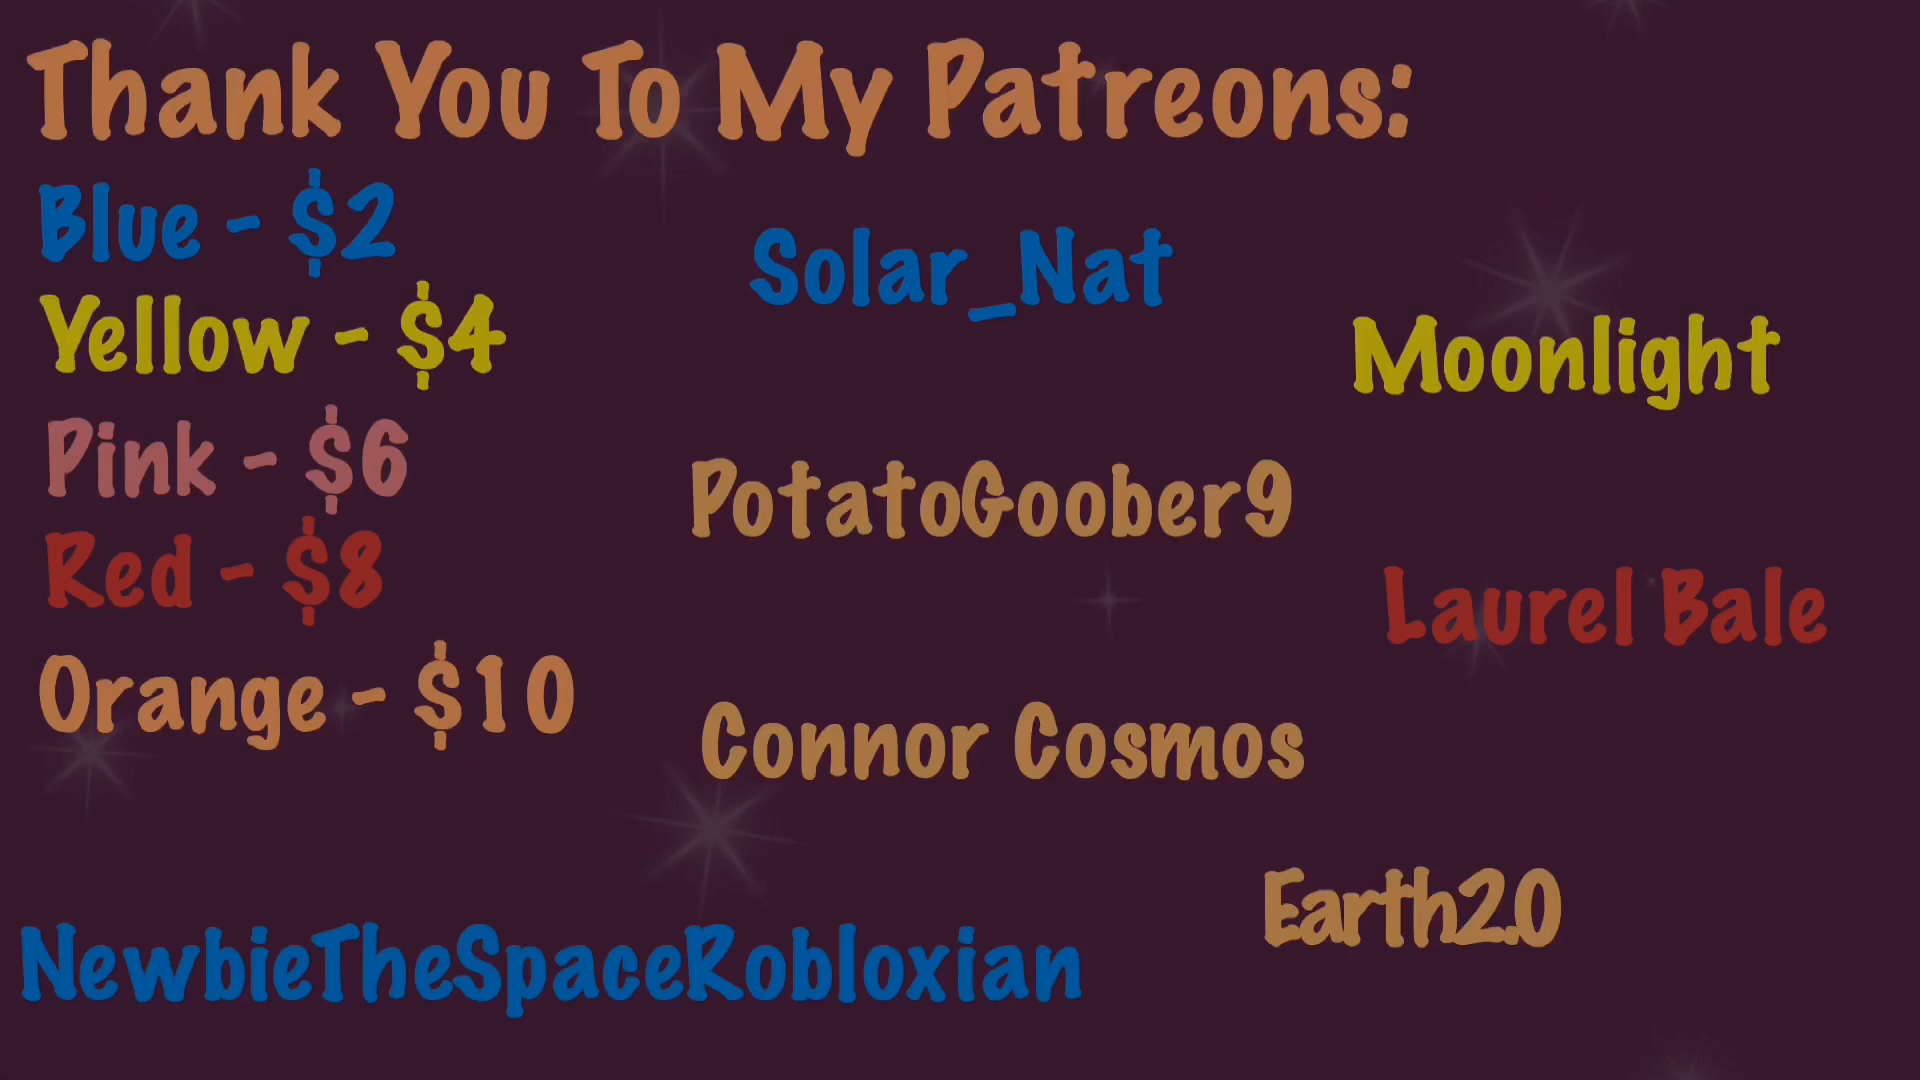 Thank You To My Patreons:
Blue - $2
Yellow - $4
Pink - $6
Red - $8
Orange - $10
Solar_Nat
Moonlight
PotatoGoober9
Laurel Bale
Connor Cosmos
Earth2.0
NewbieTheSpaceRobloxian